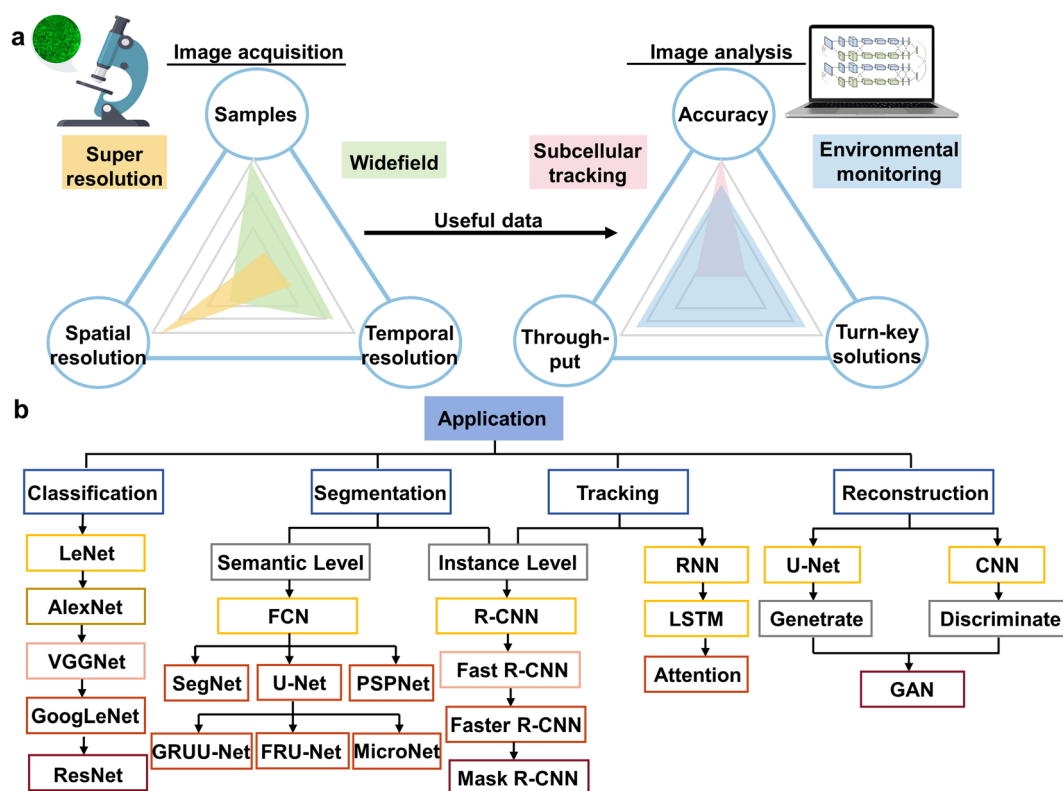 a
Image acquisition
Image analysis
Samples
Accuracy
Super
resolution
Widefield
Subcellular
tracking
Environmental
monitoring
Useful data
Spatial
resolution
Temporal
resolution
Through-
put
Turn-key
solutions
b
Application
Classification
Segmentation
Tracking
Reconstruction
LeNet
Semantic Level
Instance Level
RNN
U-Net
CNN
AlexNet
FCN
R-CNN
LSTM
Genetrate
Discriminate
VGGNet
SegNet
U-Net
PSPNet
Fast R-CNN
Attention
GAN
GoogLeNet
GRUU-Net
FRU-Net
MicroNet
Faster R-CNN
ResNet
Mask R-CNN